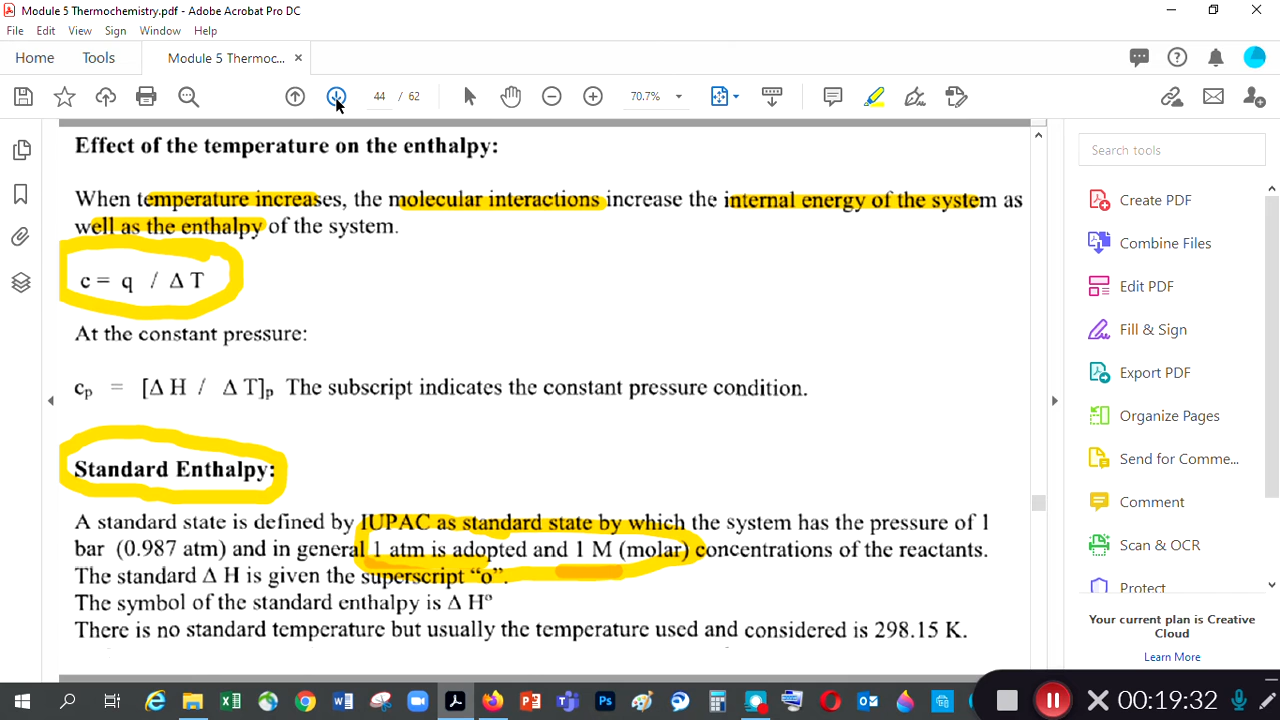 Module 5 Thermochemistry.pdf - Adobe Acrobat Pro DC
File Edit View Sign Window Help
Home Tools Module 5 Thermoc... ×
44 / 62 70.7%
Effect of the temperature on the enthalpy:
When temperature increases, the molecular interactions increase the internal energy of the system as
well as the enthalpy of the system.
c = q / Δ T
At the constant pressure:
cp = [Δ H / Δ T]p The subscript indicates the constant pressure condition.
Standard Enthalpy:
A standard state is defined by IUPAC as standard state by which the system has the pressure of 1
bar (0.987 atm) and in general 1 atm is adopted and 1 M (molar) concentrations of the reactants.
The standard Δ H is given the superscript “o”.
The symbol of the standard enthalpy is Δ Hº
There is no standard temperature but usually the temperature used and considered is 298.15 K.
Search tools
Create PDF
Combine Files
Edit PDF
Fill & Sign
Export PDF
Organize Pages
Send for Comme...
Comment
Scan & OCR
Protect
Your current plan is Creative
Cloud
Learn More
00:19:32